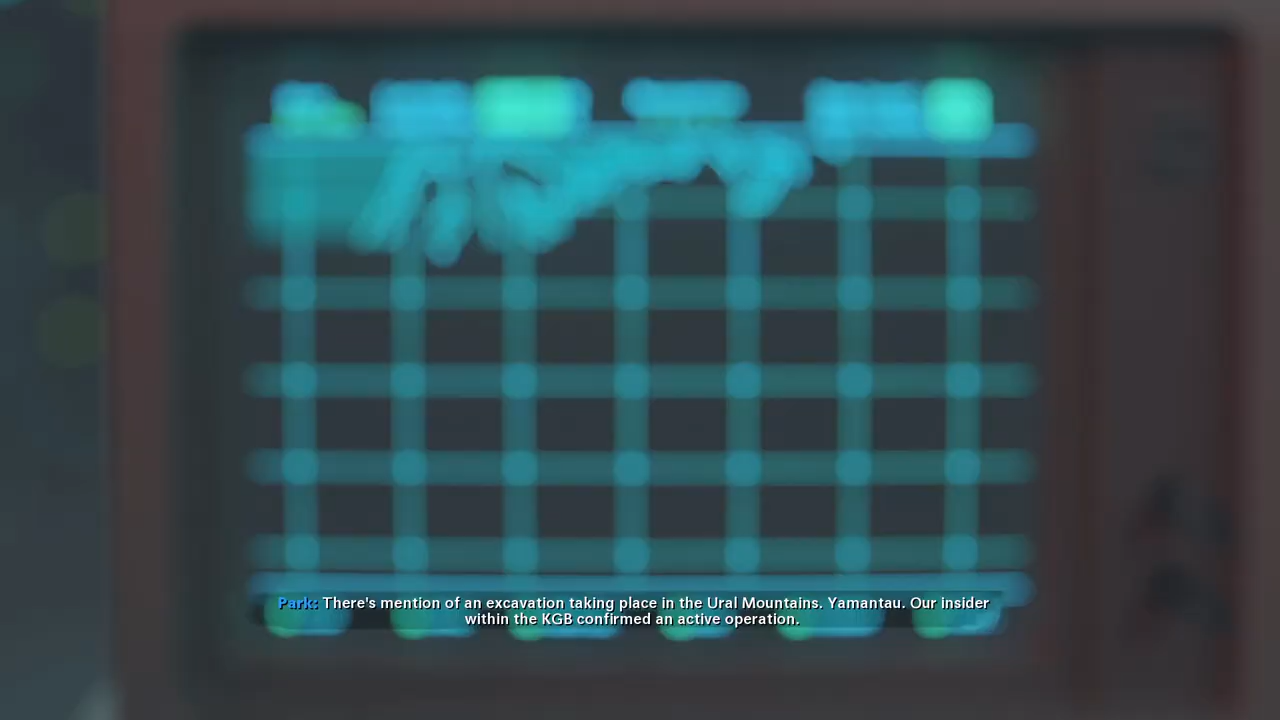 Park: There's mention of an excavation taking place in the Ural Mountains. Yamantau. Our insider
within the KGB confirmed an active operation.